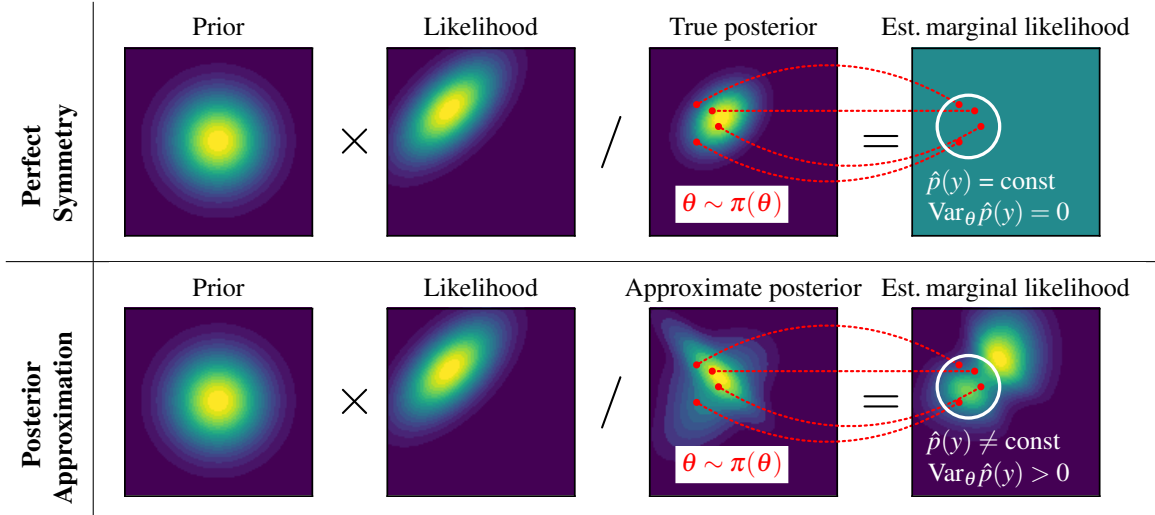 Prior
Likelihood
True posterior
Est. marginal likelihood
Perfect
Symmetry
×
/
=
θ ∼ π(θ)
p̂(y) = const
Var_θ p̂(y) = 0
Prior
Likelihood
Approximate posterior
Est. marginal likelihood
Posterior
Approximation
×
/
=
θ ∼ π(θ)
p̂(y) ≠ const
Var_θ p̂(y) > 0